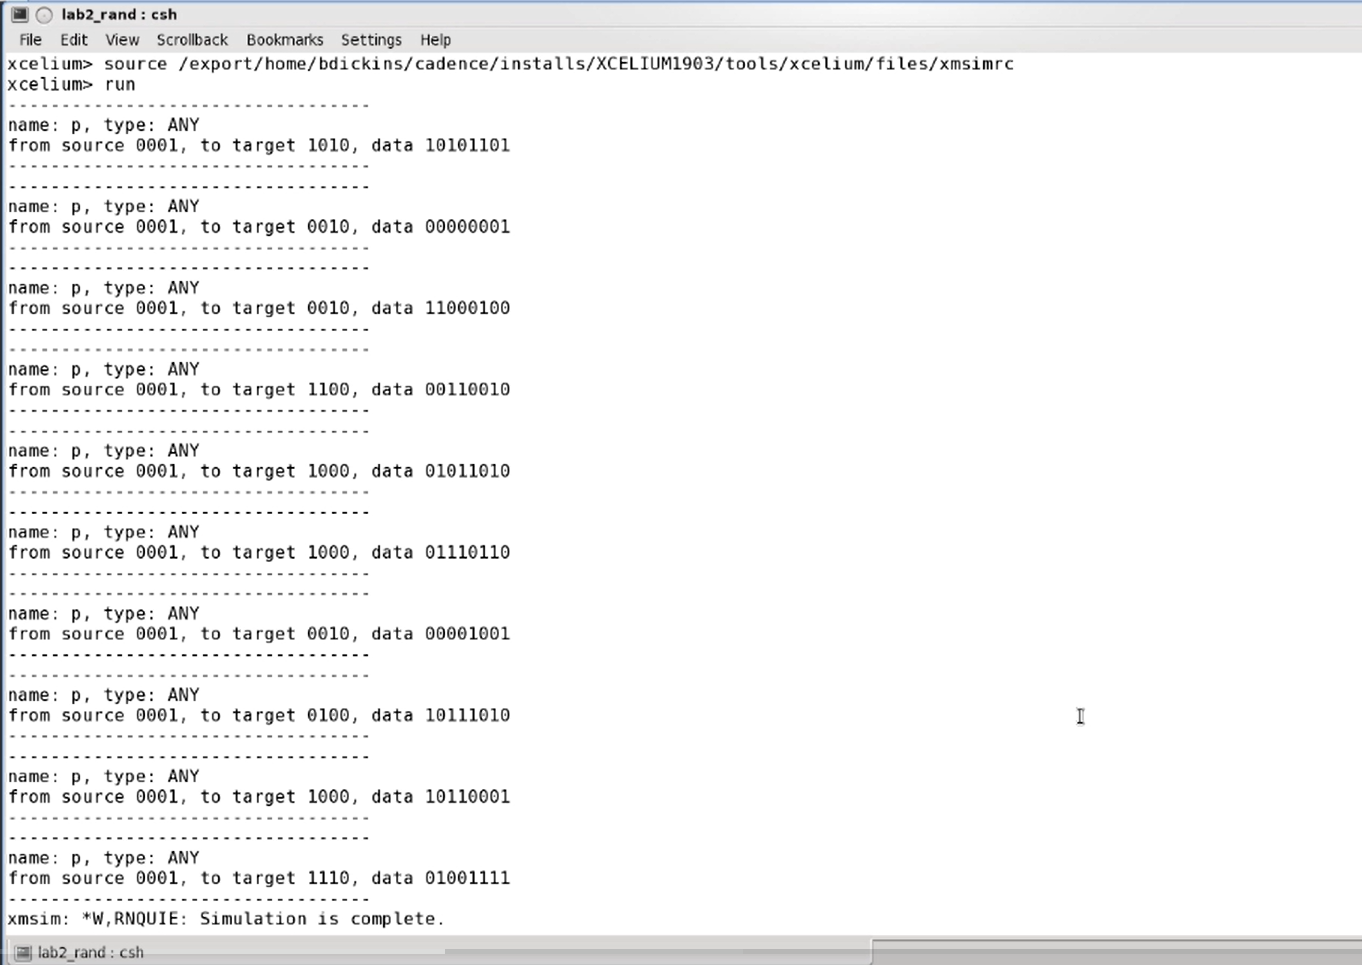 lab2_rand : csh
File Edit View Scrollback Bookmarks Settings Help
xcelium> source /export/home/bdickins/cadence/installs/XCELIUM1903/tools/xcelium/files/xmsimrc
xcelium> run
----------------------------------
name: p, type: ANY
from source 0001, to target 1010, data 10101101
----------------------------------
----------------------------------
name: p, type: ANY
from source 0001, to target 0010, data 00000001
----------------------------------
----------------------------------
name: p, type: ANY
from source 0001, to target 0010, data 11000100
----------------------------------
----------------------------------
name: p, type: ANY
from source 0001, to target 1100, data 00110010
----------------------------------
----------------------------------
name: p, type: ANY
from source 0001, to target 1000, data 01011010
----------------------------------
----------------------------------
name: p, type: ANY
from source 0001, to target 1000, data 01110110
----------------------------------
----------------------------------
name: p, type: ANY
from source 0001, to target 0010, data 00001001
----------------------------------
----------------------------------
name: p, type: ANY
from source 0001, to target 0100, data 10111010
----------------------------------
----------------------------------
name: p, type: ANY
from source 0001, to target 1000, data 10110001
----------------------------------
----------------------------------
name: p, type: ANY
from source 0001, to target 1110, data 01001111
----------------------------------
xmsim: *W,RNQUIE: Simulation is complete.
lab2_rand : csh